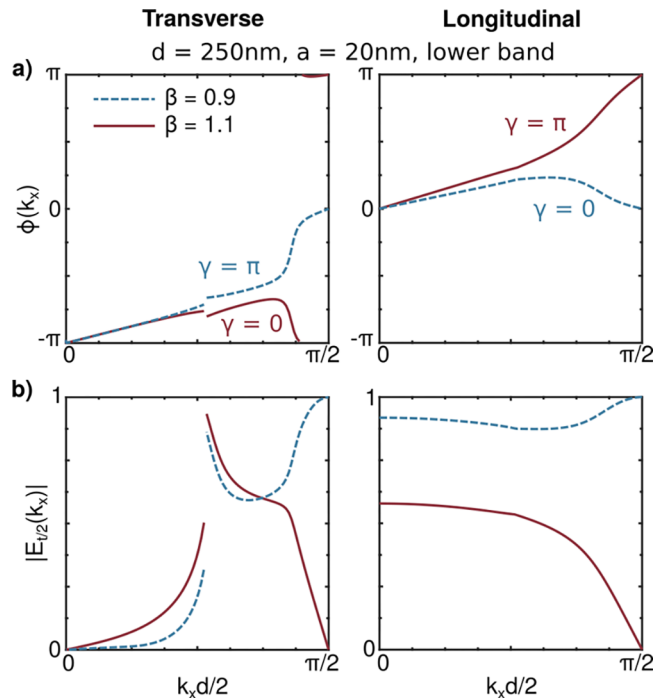 Transverse Longitudinal
d = 250nm, a = 20nm, lower band
a)
π π
β = 0.9
β = 1.1
γ = π
ϕ(kₓ) 0 0
γ = π γ = 0
γ = 0
-π -π
0 π/2 0 π/2
b)
1 1
|E_{t/2}(kₓ)|
0 0
0 π/2 0 π/2
kₓd/2 kₓd/2